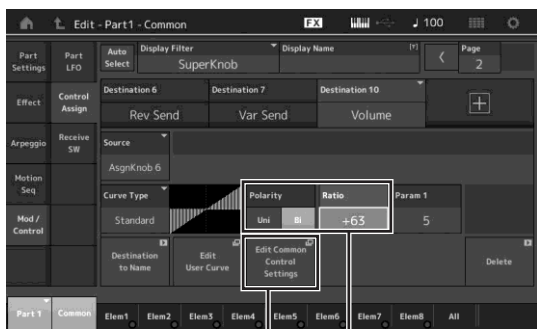 Edit - Part1 - Common
EX
100
Part Settings
Part LFO
Auto Select
Display Filter
SuperKnob
Display Name
Page
2
Effect
Control Assign
Destination 6
Rev Send
Destination 7
Var Send
Destination 10
Volume
Arpeggio
Receive SW
Source
AsgnKnob 6
Motion Seq
Curve Type
Standard
Polarity
Uni
Bi
Ratio
+63
Param 1
5
Mod / Control
Destination to Name
Edit User Curve
Edit Common Control Settings
Delete
Part 1
Common
Elem1
Elem2
Elem3
Elem4
Elem5
Elem6
Elem7
Elem8
All